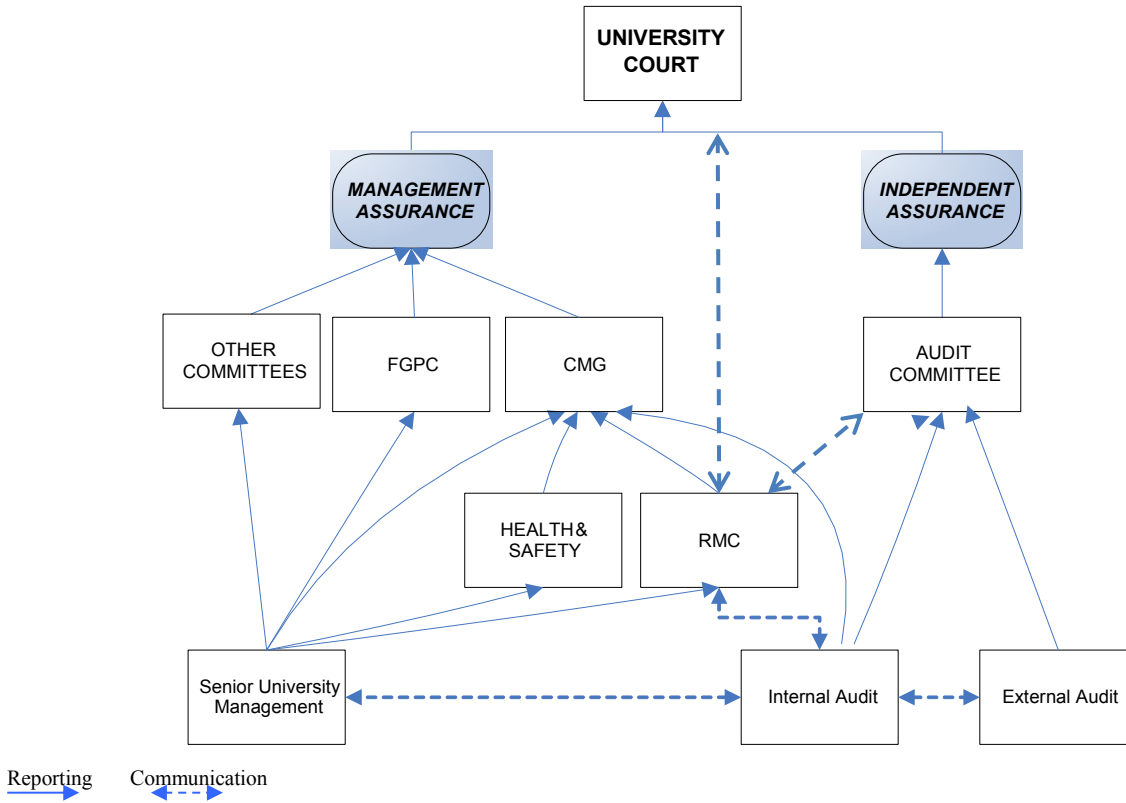 UNIVERSITY
COURT
MANAGEMENT
ASSURANCE
INDEPENDENT
ASSURANCE
OTHER
COMMITTEES
FGPC
CMG
AUDIT
COMMITTEE
HEALTH &
SAFETY
RMC
Senior University
Management
Internal Audit
External Audit
Reporting
Communication